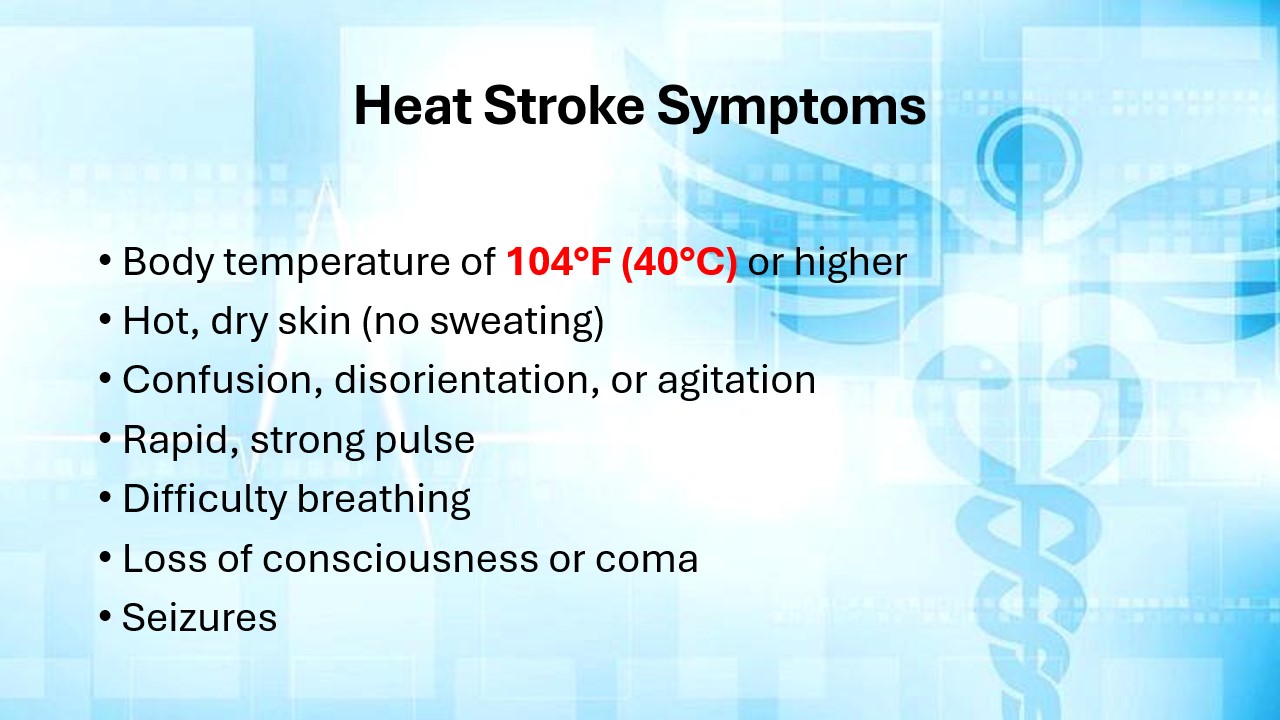 Heat Stroke Symptoms
• Body temperature of 104°F (40°C) or higher
• Hot, dry skin (no sweating)
• Confusion, disorientation, or agitation
• Rapid, strong pulse
• Difficulty breathing
• Loss of consciousness or coma
• Seizures